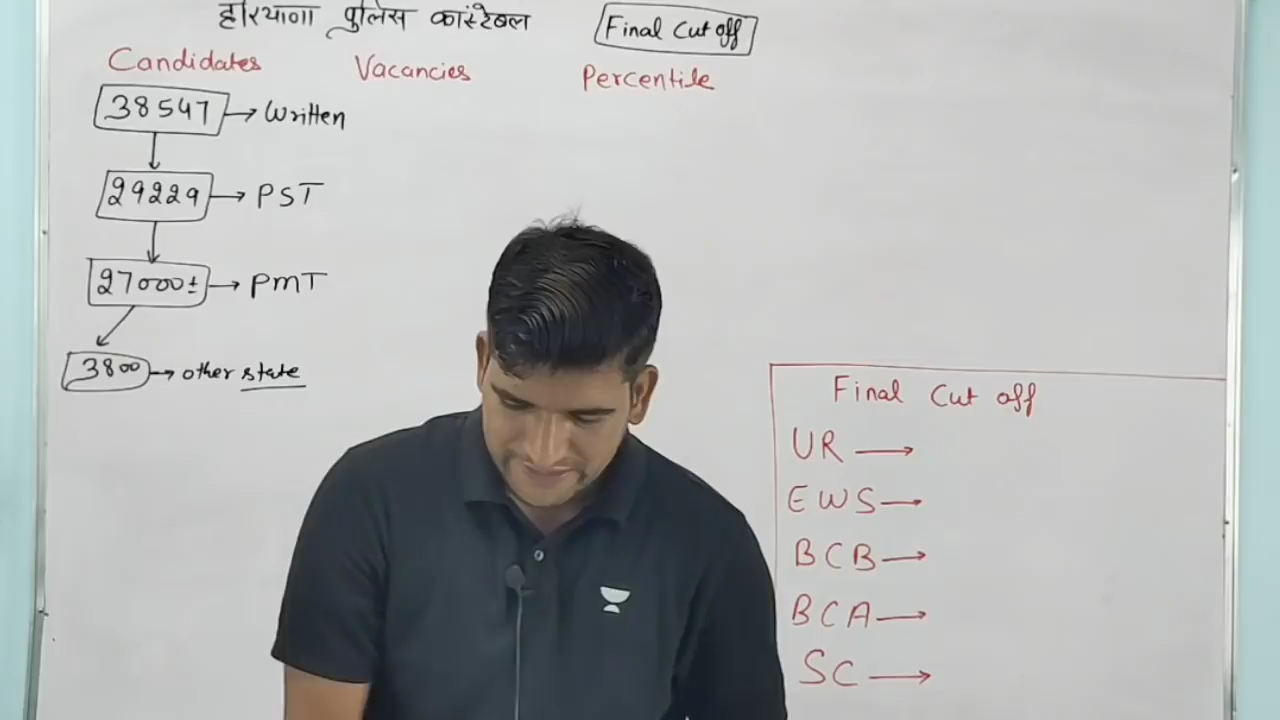 हरियाणा पुलिस कांस्टेबल Final Cut off
Candidates Vacancies Percentile
38547 → Written
29229 → PST
27000± → PMT
3800 → other state
Final Cut off
UR →
EWS →
BCB →
BCA →
SC →